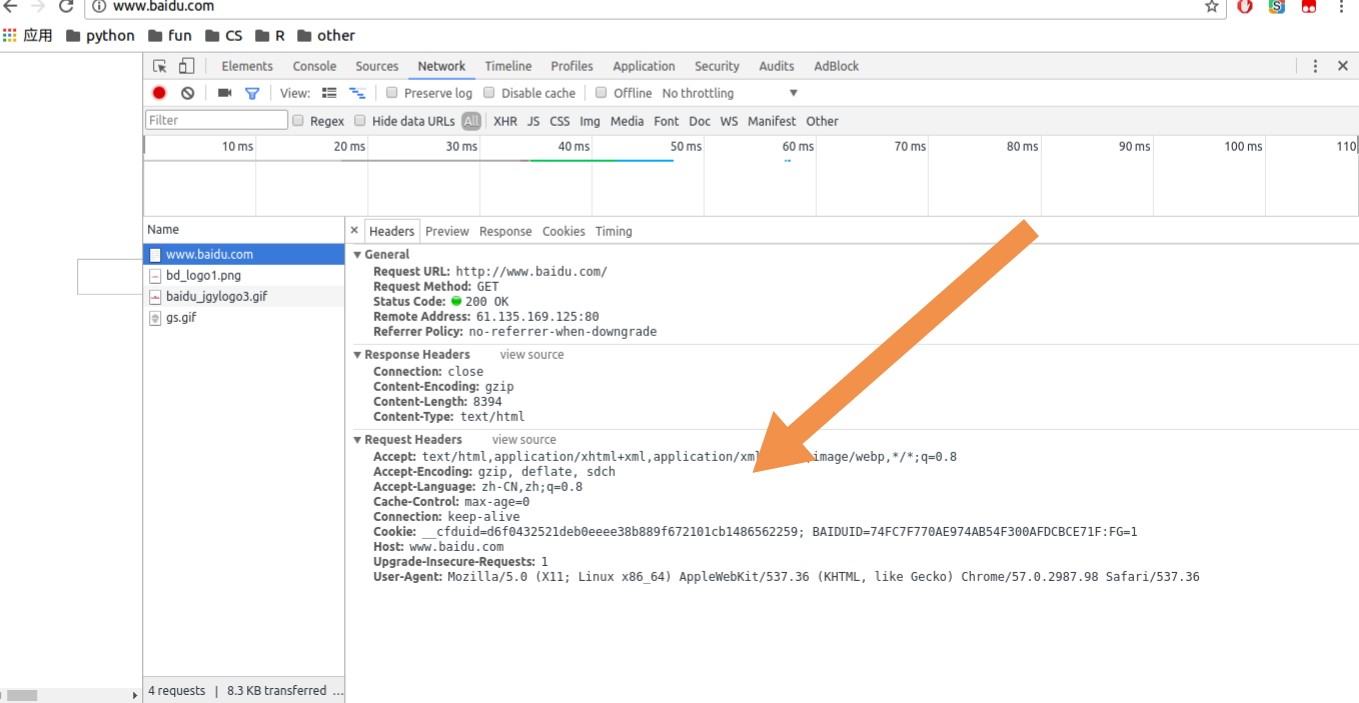 www.baidu.com
应用 python fun CS R other
Elements Console Sources Network Timeline Profiles Application Security Audits AdBlock
View: Preserve log Disable cache Offline No throttling
Filter Regex Hide data URLs All XHR JS CSS Img Media Font Doc WS Manifest Other
10 ms 20 ms 30 ms 40 ms 50 ms 60 ms 70 ms 80 ms 90 ms 100 ms 110
Name
www.baidu.com
bd_logo1.png
baidu_jgylogo3.gif
gs.gif
4 requests | 8.3 KB transferred ...
× Headers Preview Response Cookies Timing
General
Request URL: http://www.baidu.com/
Request Method: GET
Status Code: 200 OK
Remote Address: 61.135.169.125:80
Referrer Policy: no-referrer-when-downgrade
Response Headers view source
Connection: close
Content-Encoding: gzip
Content-Length: 8394
Content-Type: text/html
Request Headers view source
Accept: text/html,application/xhtml+xml,application/xml image/webp,*/*;q=0.8
Accept-Encoding: gzip, deflate, sdch
Accept-Language: zh-CN,zh;q=0.8
Cache-Control: max-age=0
Connection: keep-alive
Cookie: __cfduid=d6f0432521deb0eeee38b889f672101cb1486562259; BAIDUID=74FC7F770AE974AB54F300AFDCBCE71F:FG=1
Host: www.baidu.com
Upgrade-Insecure-Requests: 1
User-Agent: Mozilla/5.0 (X11; Linux x86_64) AppleWebKit/537.36 (KHTML, like Gecko) Chrome/57.0.2987.98 Safari/537.36